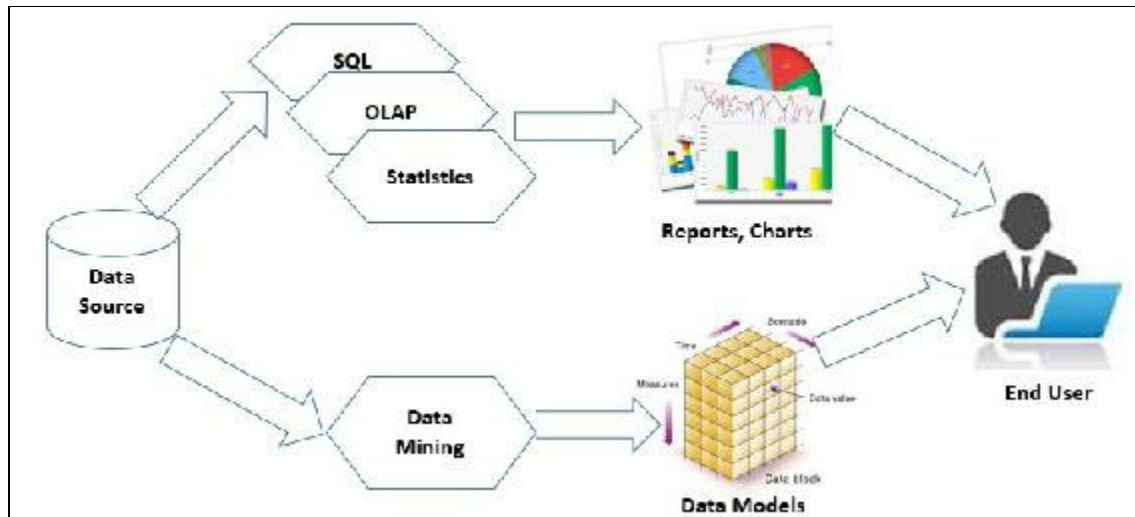 SQL
OLAP
Statistics
Reports, Charts
Data
Source
End User
Data
Mining
Time
Scenario
Measures
Data value
Data block
Data Models